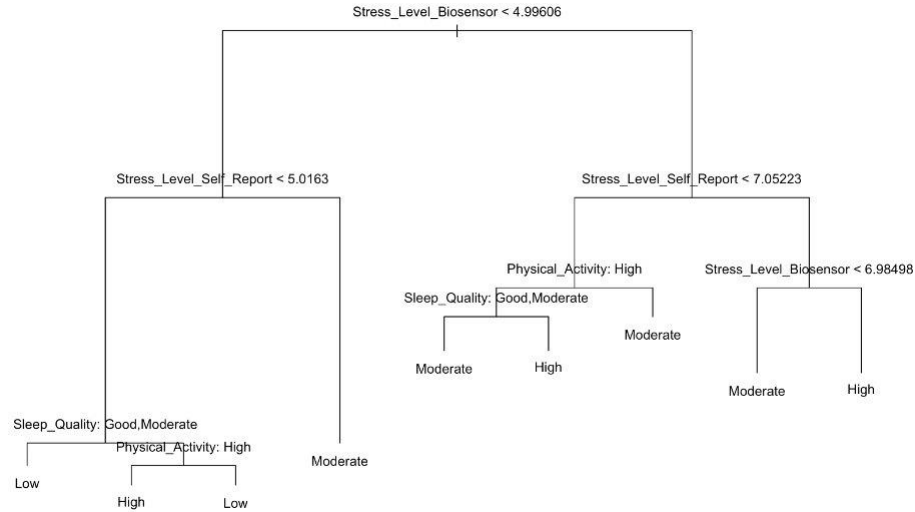 Stress_Level_Biosensor < 4.99606
Stress_Level_Self_Report < 5.0163
Stress_Level_Self_Report < 7.05223
Physical_Activity: High
Stress_Level_Biosensor < 6.98498
Sleep_Quality: Good,Moderate
Moderate
Moderate
High
Moderate
High
Sleep_Quality: Good,Moderate
Physical_Activity: High
Moderate
Low
High
Low